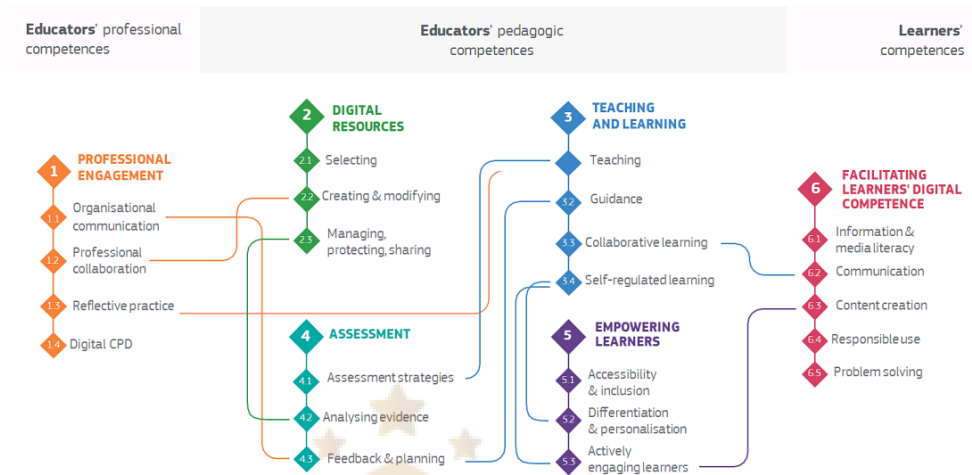 Educators' professional
competences
Educators' pedagogic
competences
Learners'
competences
1
PROFESSIONAL
ENGAGEMENT
1.1
Organisational
communication
1.2
Professional
collaboration
1.3
Reflective practice
1.4
Digital CPD
2
DIGITAL
RESOURCES
2.1
Selecting
2.2
Creating & modifying
2.3
Managing,
protecting, sharing
3
TEACHING
AND LEARNING
Teaching
3.2
Guidance
3.3
Collaborative learning
3.4
Self-regulated learning
4
ASSESSMENT
4.1
Assessment strategies
4.2
Analysing evidence
4.3
Feedback & planning
5
EMPOWERING
LEARNERS
5.1
Accessibility
& inclusion
5.2
Differentiation
& personalisation
5.3
Actively
engaging learners
6
FACILITATING
LEARNERS' DIGITAL
COMPETENCE
6.1
Information &
media literacy
6.2
Communication
6.3
Content creation
6.4
Responsible use
6.5
Problem solving